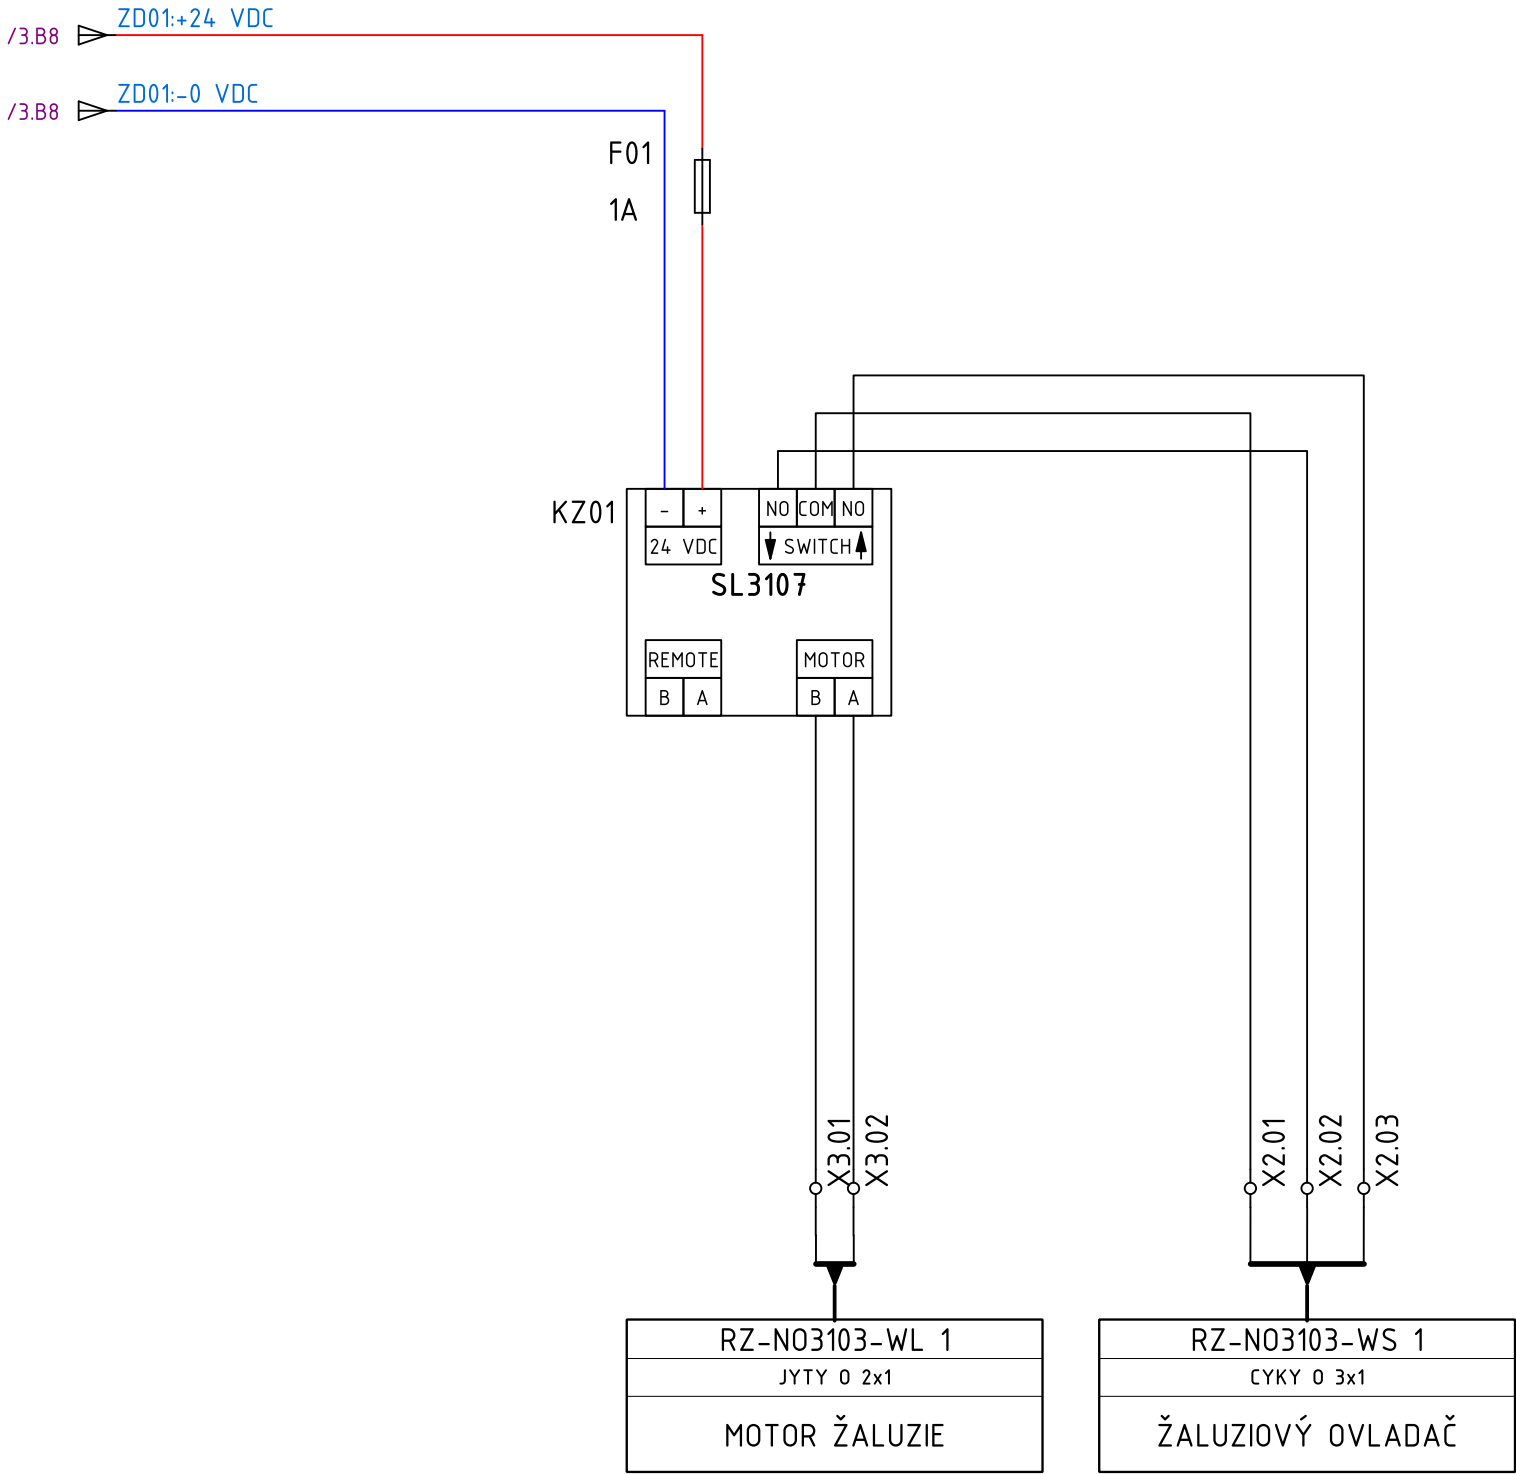 /3.B8 ZD01:+24 VDC
/3.B8 ZD01:-0 VDC
F01
1A
KZ01
- + NO COM NO
24 VDC SWITCH
SL3107
REMOTE MOTOR
B A B A
X3.01 X3.02 X2.01 X2.02 X2.03
RZ-NO3103-WL 1
JYTY O 2x1
MOTOR ŽALUZIE
RZ-NO3103-WS 1
CYKY O 3x1
ŽALUZIOVÝ OVLADAČ